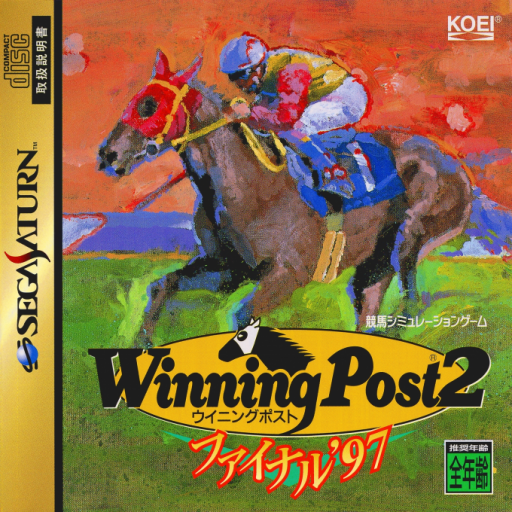 COMPACT
disc
取扱説明書
KOEI®
SEGA SATURN™
競馬シミュレーションゲーム
Winning Post 2®
ウイニングポスト
ファイナル'97
推奨年齢
全年齢